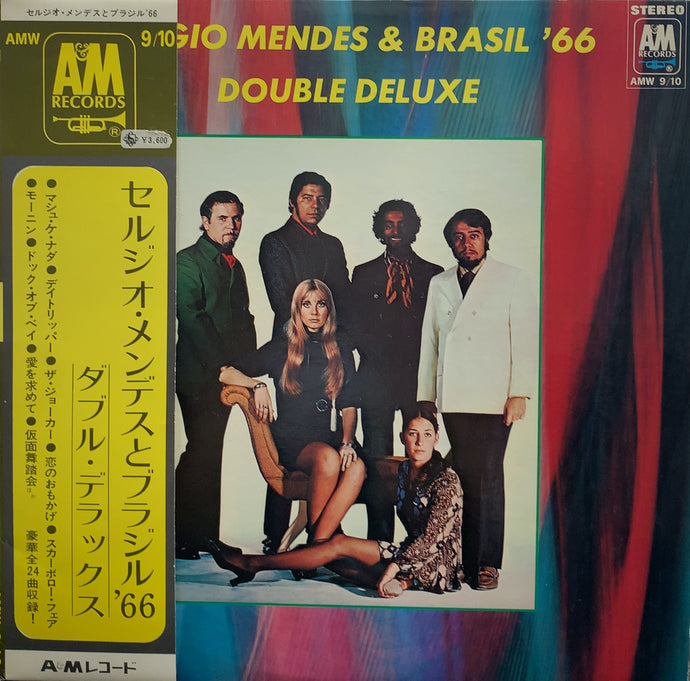 セルジオ・メンデスとブラジル'66
AMW 9/10
A&M
RECORDS
®
¥3,600
セルジオ・メンデスとブラジル'66
ダブル・デラックス
●マシュ・ケ・ナダ●デイトリッパー●ザ・ジョーカー●恋のおもかげ●スカーボロー・フェア
●モーニン●ドック・オブ・ベイ●愛を求めて●仮面舞踏会ほか 豪華全24曲収録!
A&Mレコード
GIO MENDES & BRASIL '66
DOUBLE DELUXE
STEREO
A&M
RECORDS
AMW 9/10